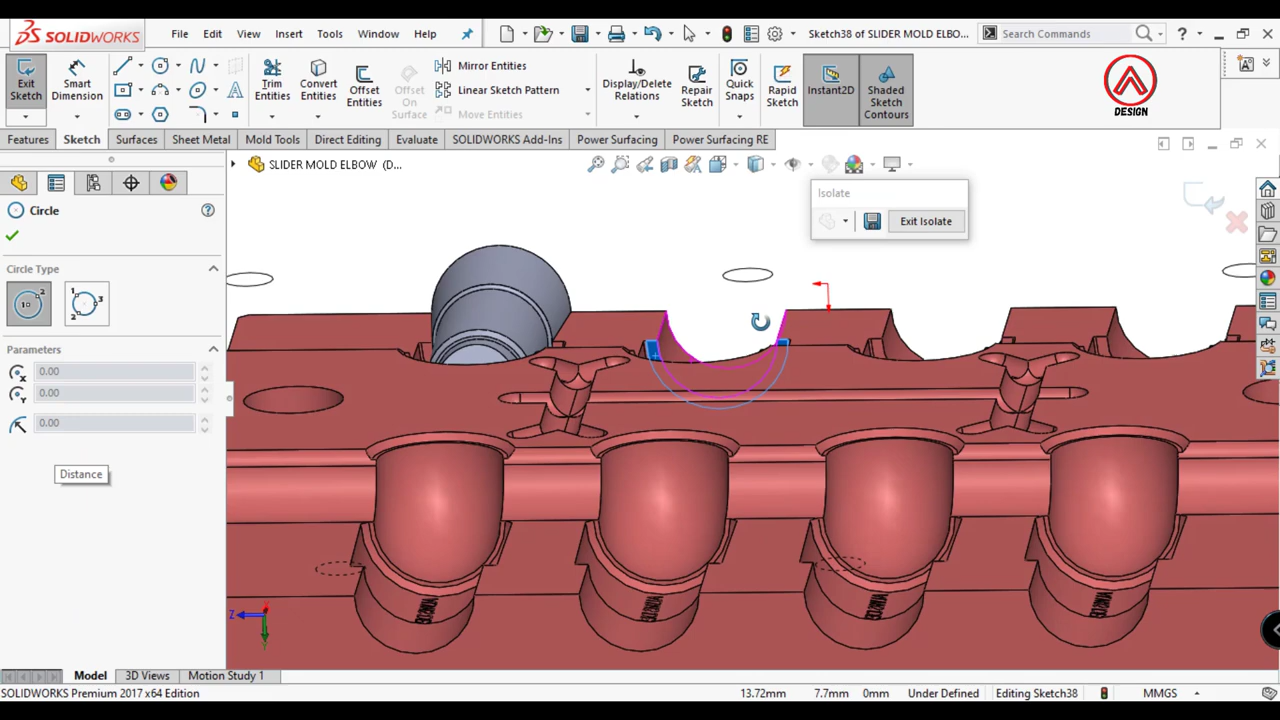 SOLIDWORKS
File Edit View Insert Tools Window Help
Sketch38 of SLIDER MOLD ELBO...
Search Commands
?
Exit Sketch
Smart Dimension
Trim Entities
Convert Entities
Offset Entities
Offset On Surface
Mirror Entities
Linear Sketch Pattern
Move Entities
Display/Delete Relations
Repair Sketch
Quick Snaps
Rapid Sketch
Instant2D
Shaded Sketch Contours
DESIGN
Features Sketch Surfaces Sheet Metal Mold Tools Direct Editing Evaluate SOLIDWORKS Add-Ins Power Surfacing Power Surfacing RE
SLIDER MOLD ELBOW (D...
Circle
Isolate
Exit Isolate
Circle Type
Parameters
0.00
0.00
0.00
Distance
Z
Model 3D Views Motion Study 1
SOLIDWORKS Premium 2017 x64 Edition
13.72mm 7.7mm 0mm Under Defined Editing Sketch38 MMGS